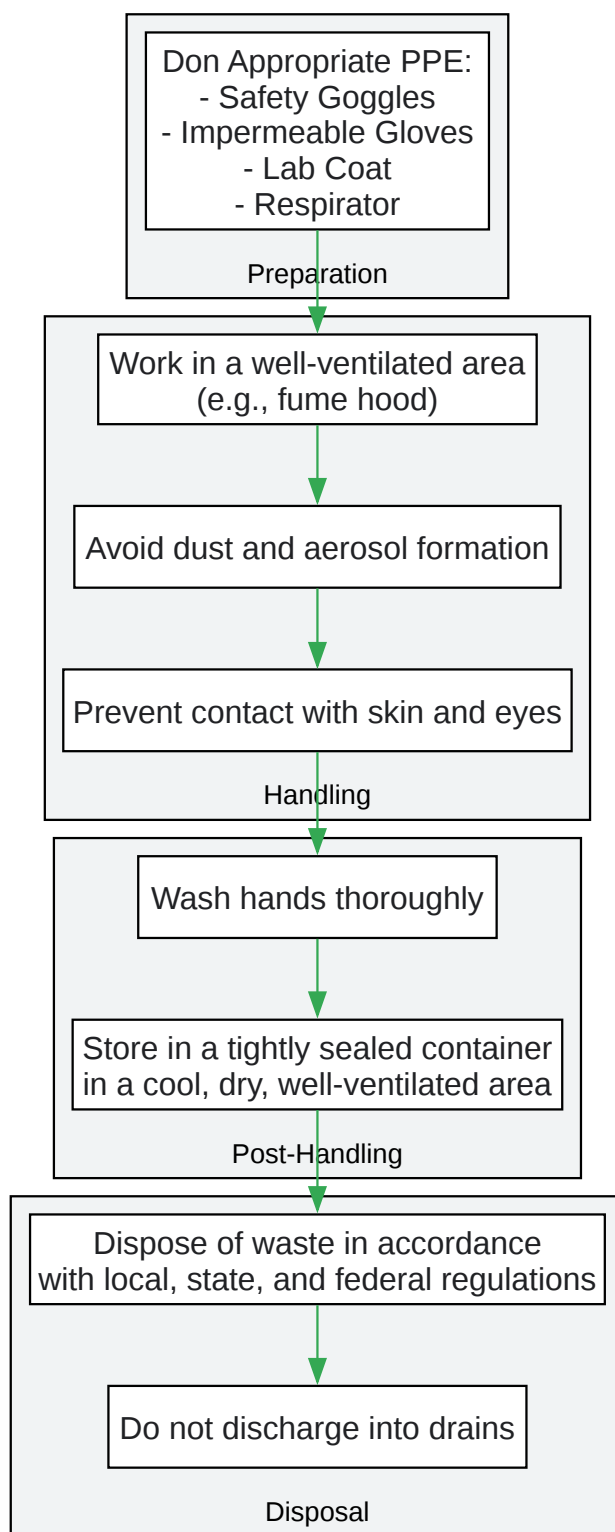 Don Appropriate PPE:
- Safety Goggles
- Impermeable Gloves
- Lab Coat
- Respirator
Preparation
Work in a well-ventilated area
(e.g., fume hood)
Avoid dust and aerosol formation
Prevent contact with skin and eyes
Handling
Wash hands thoroughly
Store in a tightly sealed container
in a cool, dry, well-ventilated area
Post-Handling
Dispose of waste in accordance
with local, state, and federal regulations
Do not discharge into drains
Disposal